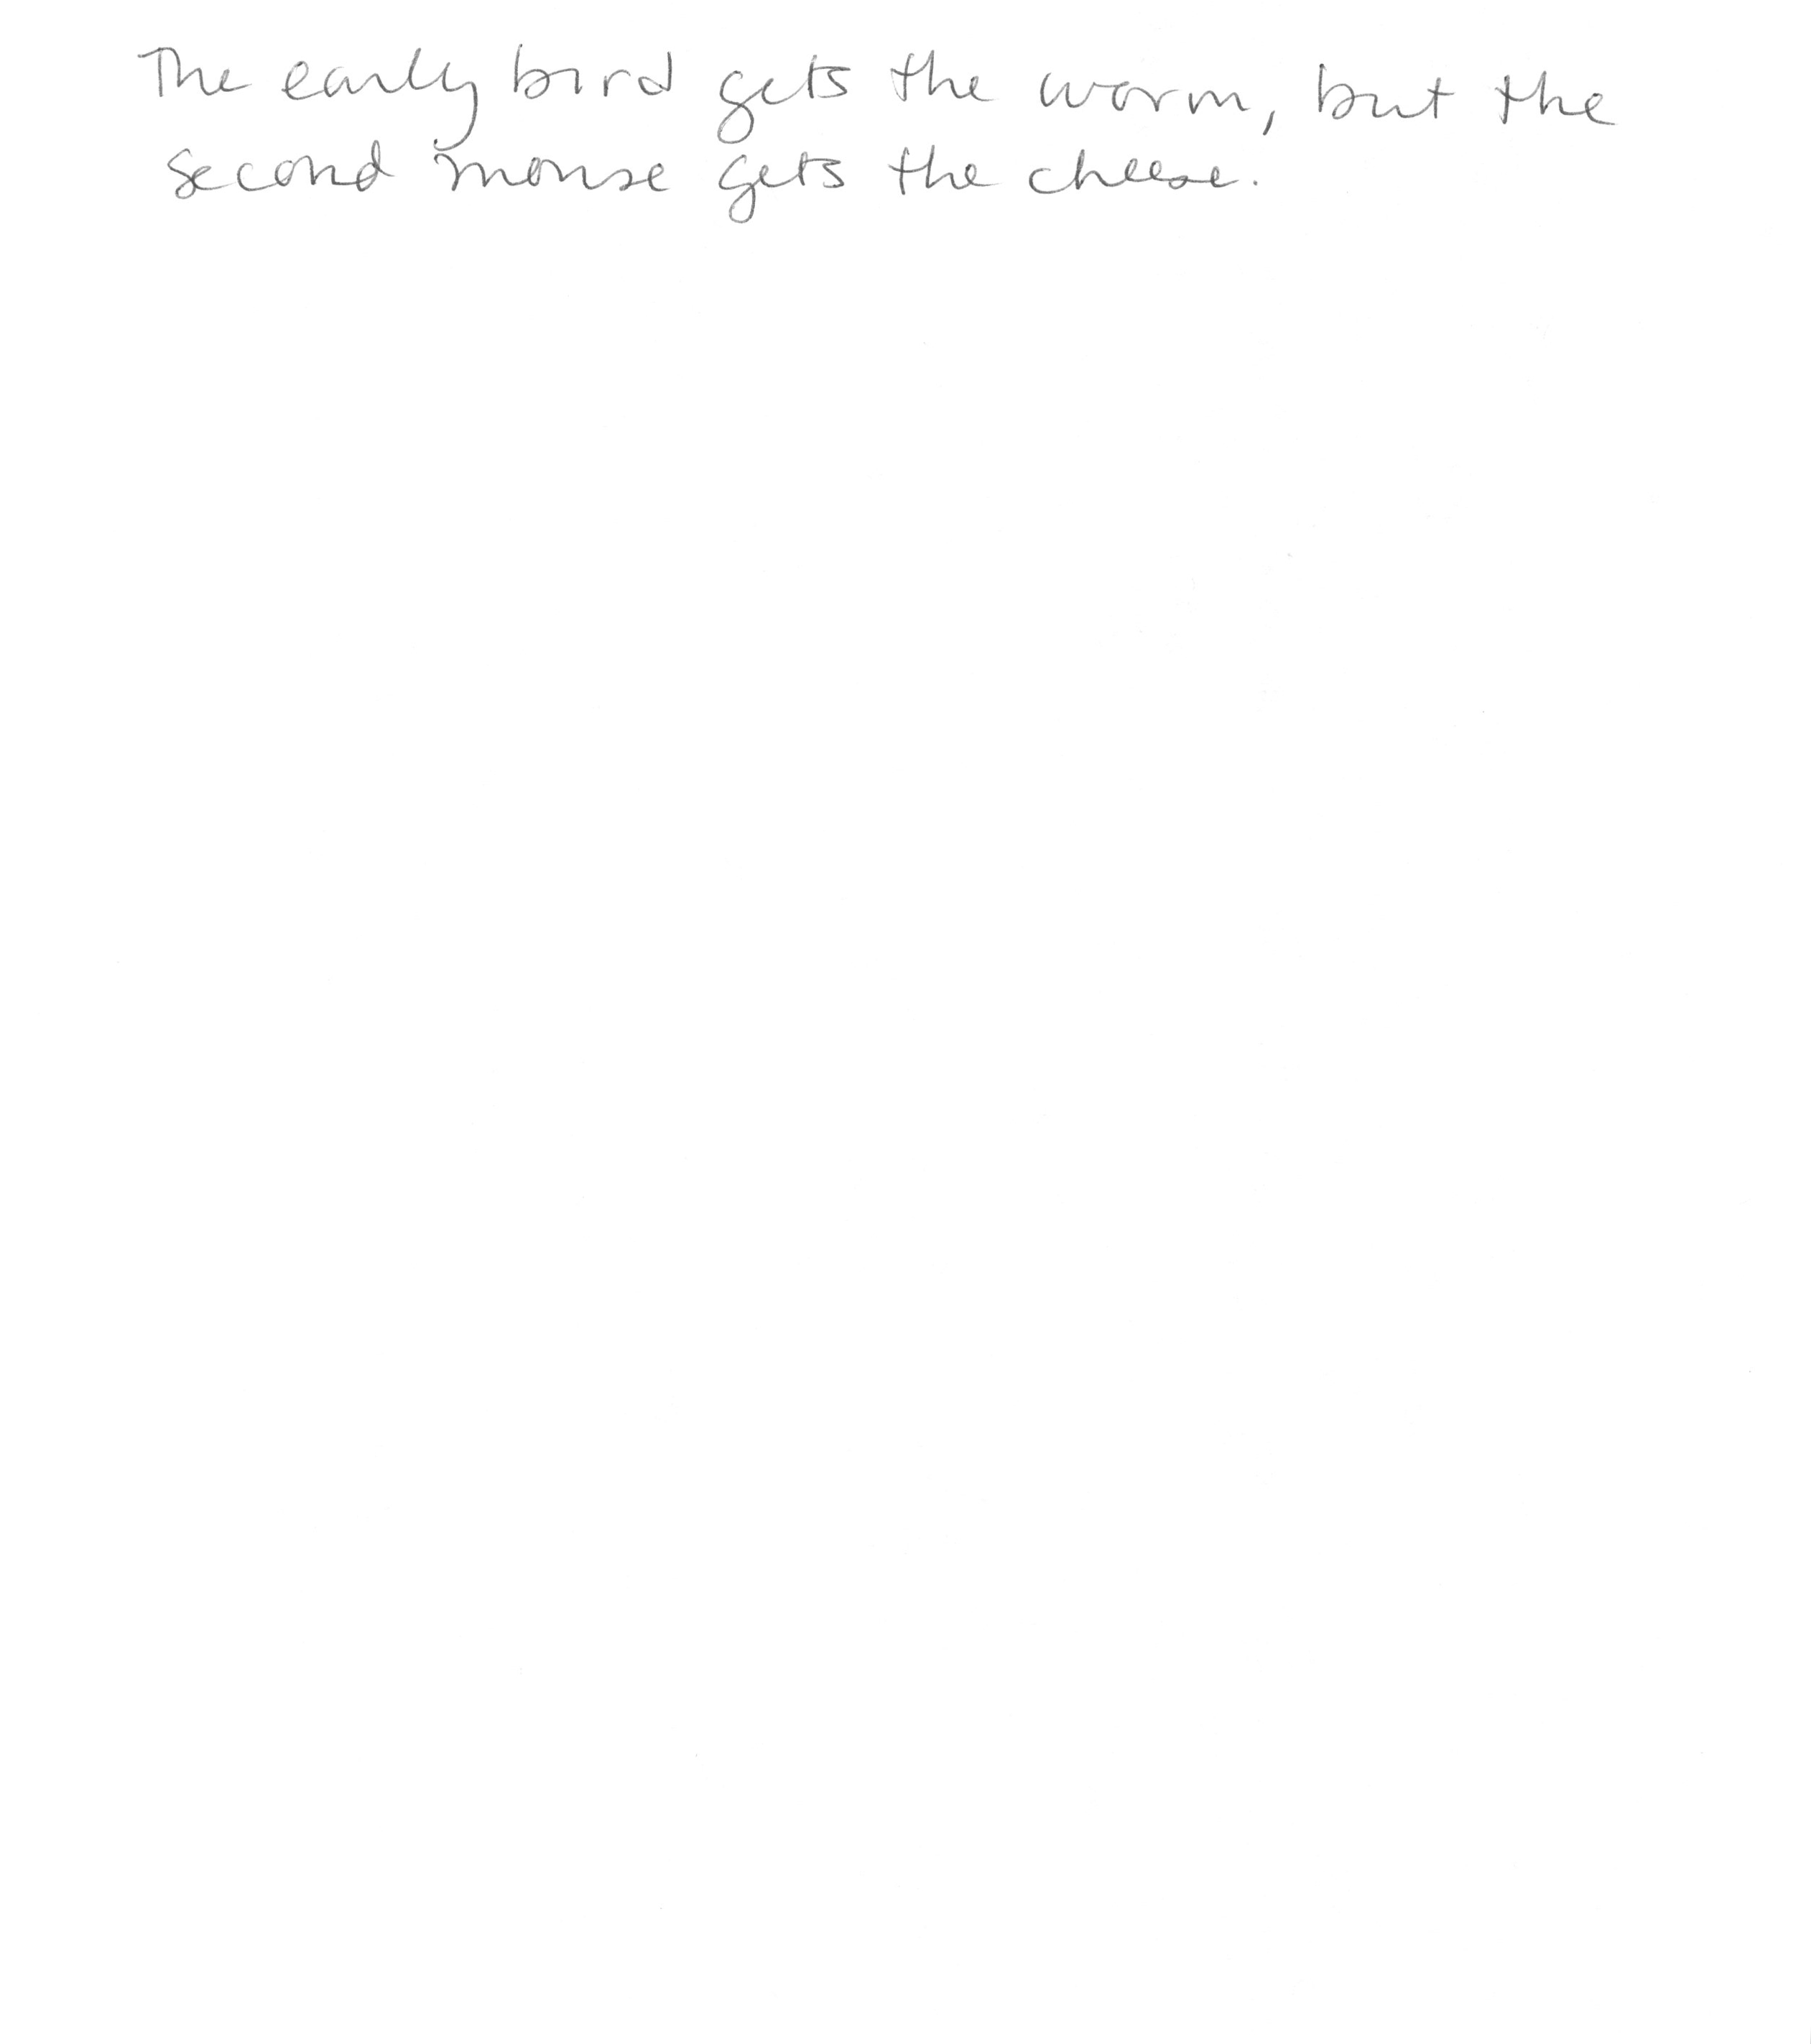 The early bird gets the worm, but the
second mouse gets the cheese.